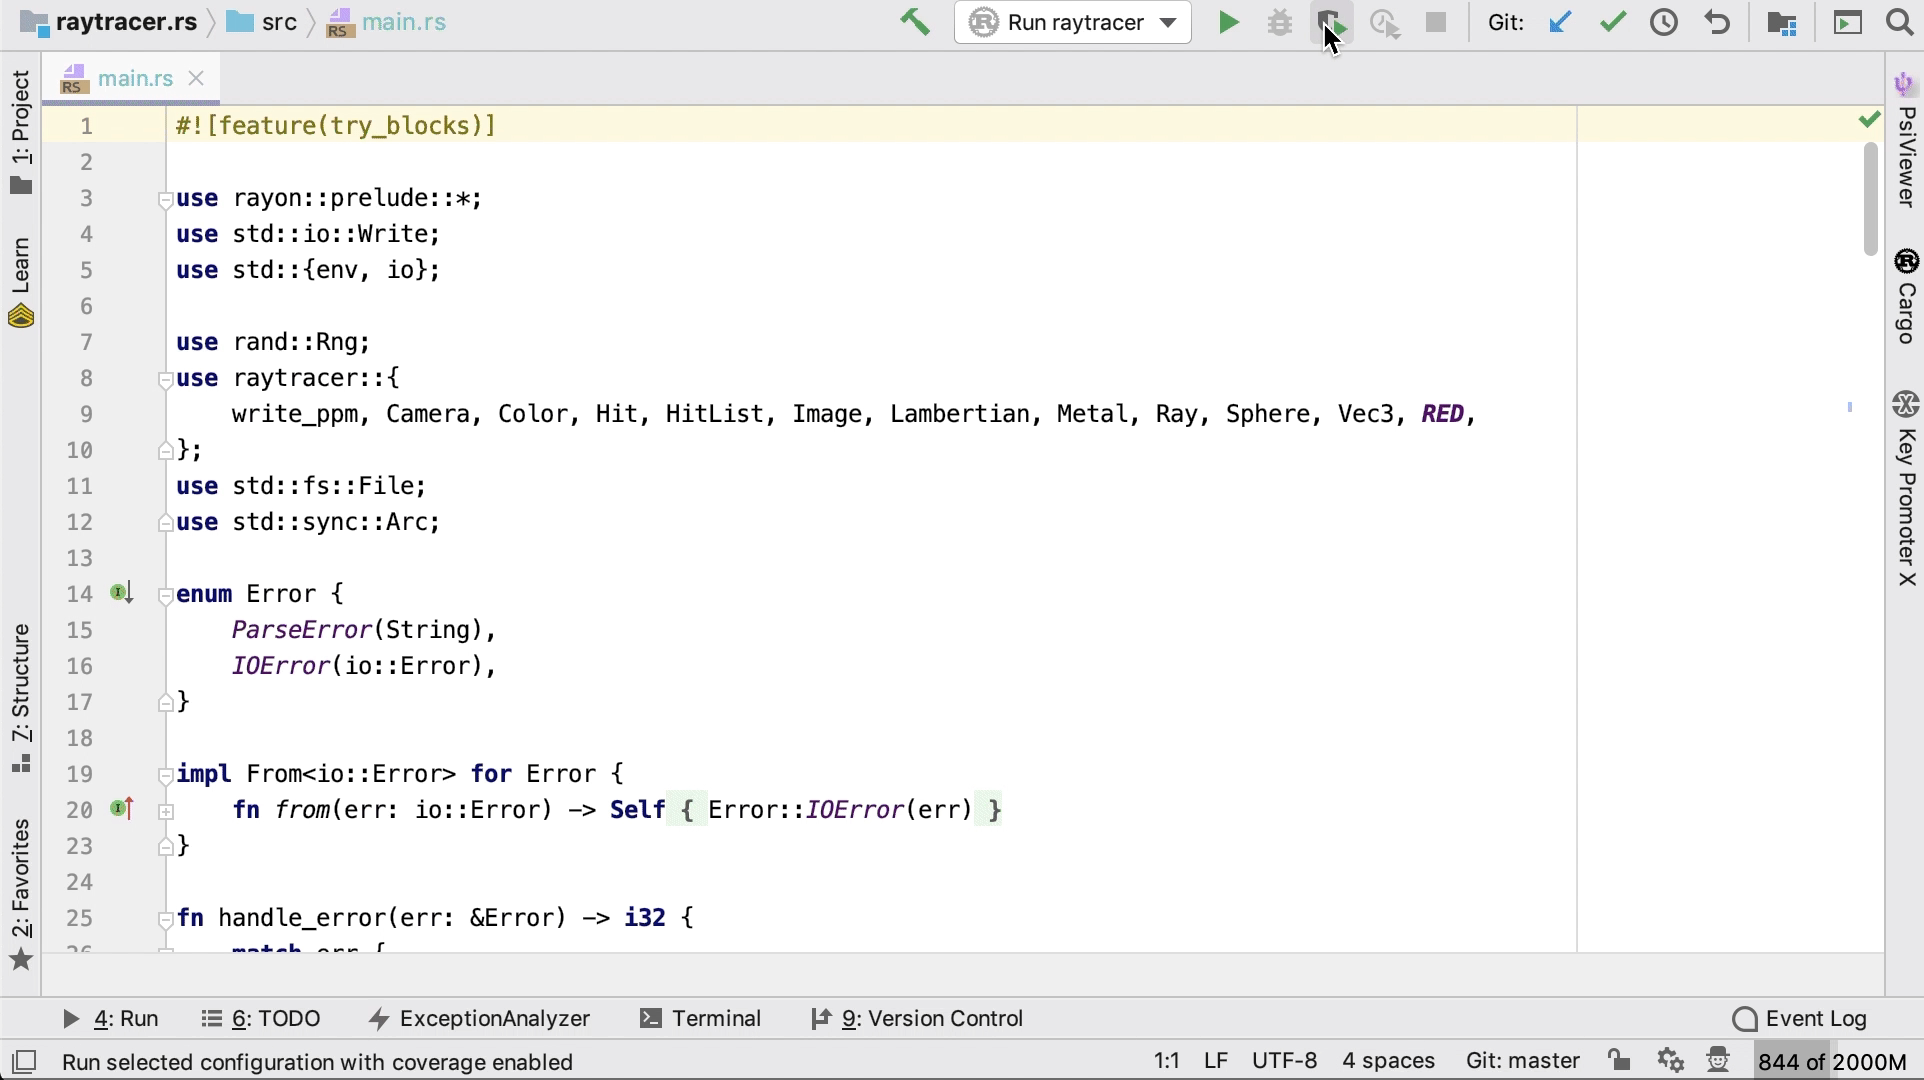 raytracer.rs src main.rs Run raytracer Git:
1: Project
Learn
7: Structure
2: Favorites
RS main.rs
1 #![feature(try_blocks)]
2
3 use rayon::prelude::*;
4 use std::io::Write;
5 use std::{env, io};
6
7 use rand::Rng;
8 use raytracer::{
9 write_ppm, Camera, Color, Hit, HitList, Image, Lambertian, Metal, Ray, Sphere, Vec3, RED,
10 };
11 use std::fs::File;
12 use std::sync::Arc;
13
14 enum Error {
15 ParseError(String),
16 IOError(io::Error),
17 }
18
19 impl From<io::Error> for Error {
20 fn from(err: io::Error) -> Self { Error::IOError(err) }
23 }
24
25 fn handle_error(err: &Error) -> i32 {
26 match err {
PsiViewer
Cargo
Key Promoter X
4: Run 6: TODO ExceptionAnalyzer Terminal 9: Version Control Event Log
Run selected configuration with coverage enabled 1:1 LF UTF-8 4 spaces Git: master 844 of 2000M